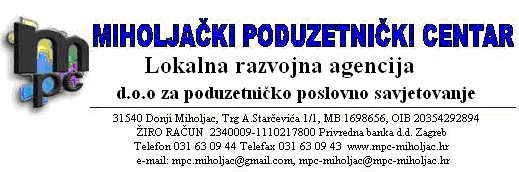 mpc
MIHOLJAČKI PODUZETNIČKI CENTAR
Lokalna razvojna agencija
d.o.o za poduzetničko poslovno savjetovanje
31540 Donji Miholjac, Trg A.Starčevića 1/1, MB 1698656, OIB 20354292894
ŽIRO RAČUN 2340009-1110217800 Privredna banka d.d. Zagreb
Telefon 031 63 09 44 Telefax 031 63 09 43 www.mpc-miholjac.hr
e-mail: mpc.miholjac@gmail.com, mpc-miholjac@mpc-miholjac.hr